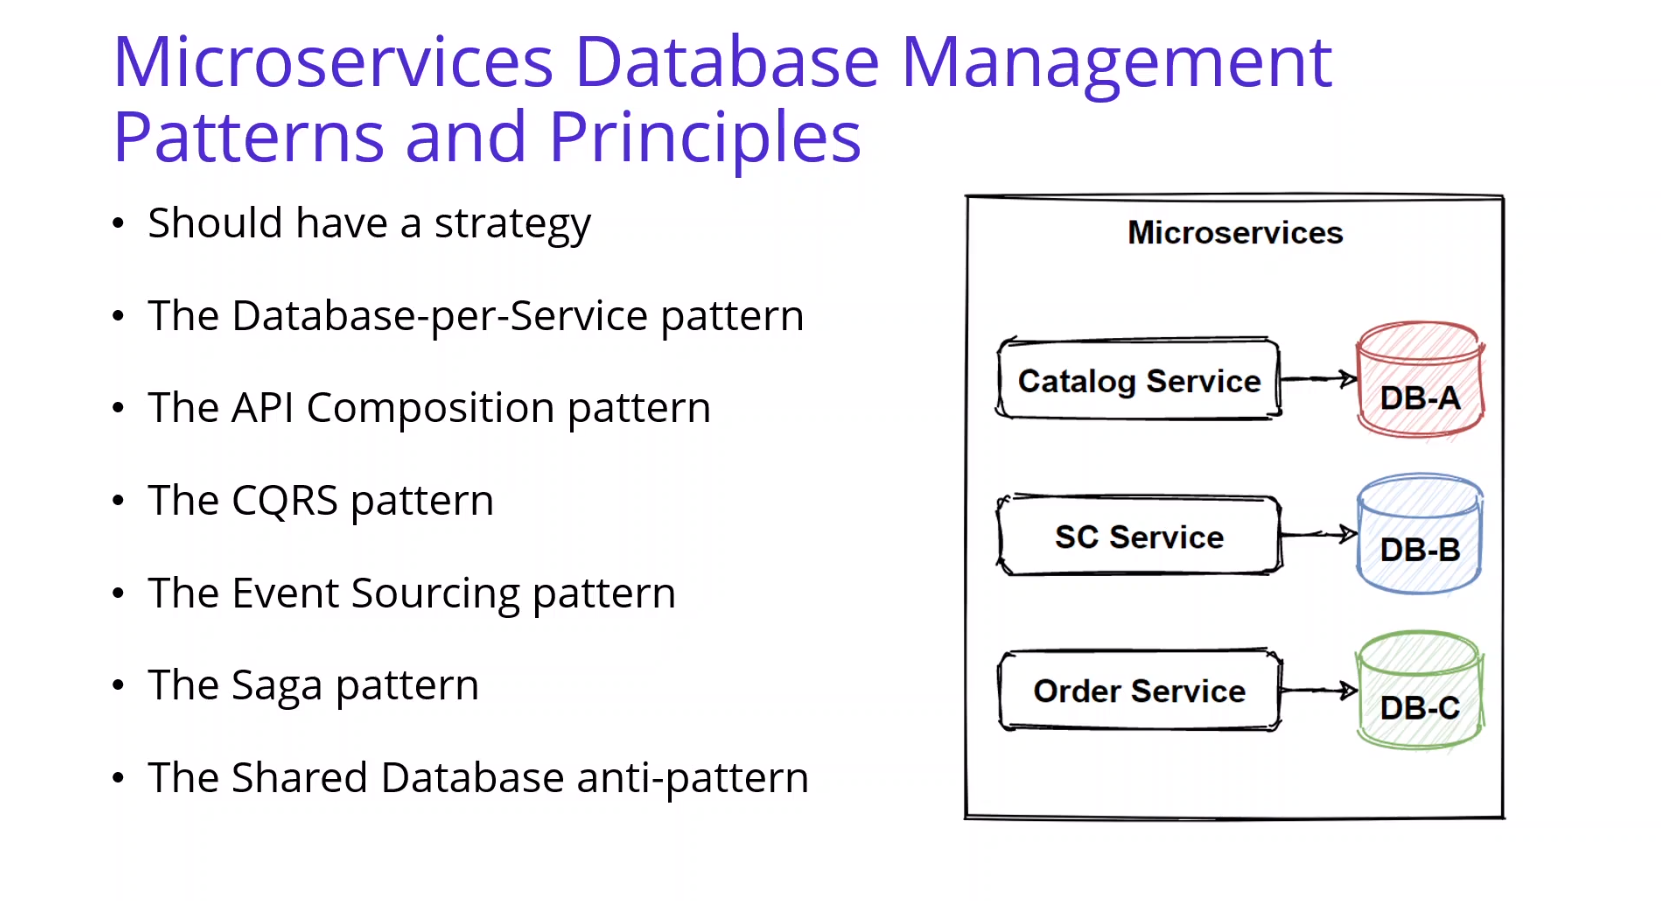 Microservices Database Management
Patterns and Principles
• Should have a strategy
• The Database-per-Service pattern
• The API Composition pattern
• The CQRS pattern
• The Event Sourcing pattern
• The Saga pattern
• The Shared Database anti-pattern
Microservices
Catalog Service
DB-A
SC Service
DB-B
Order Service
DB-C